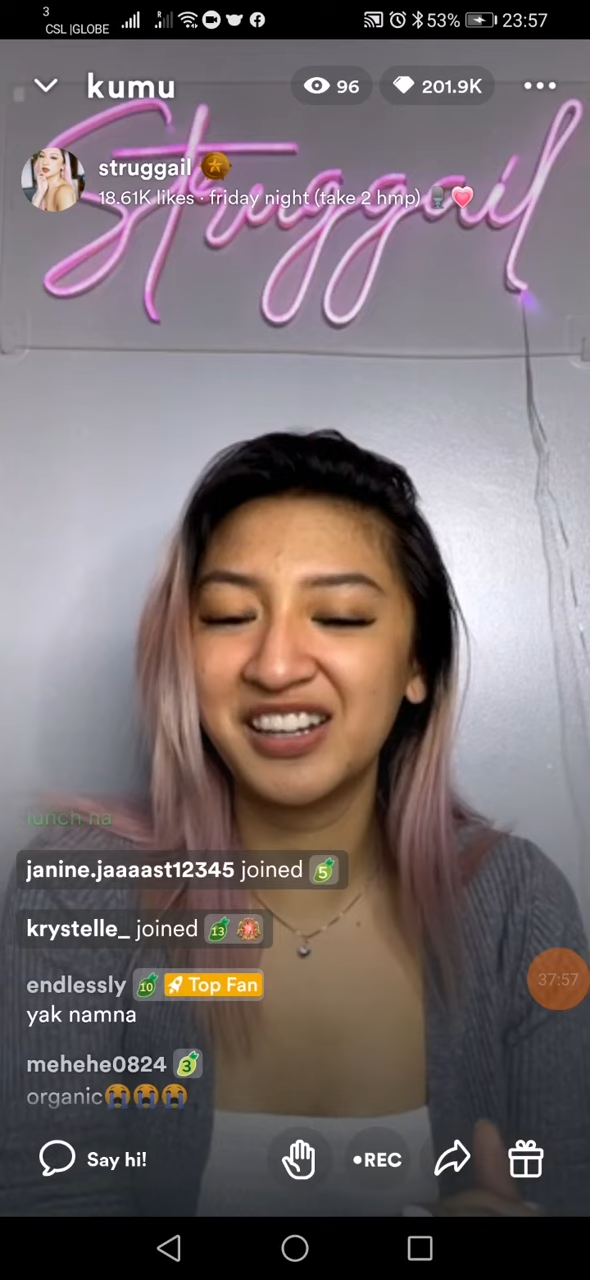 3
CSL |GLOBE
53%
23:57
kumu
96
201.9K
Struggail
struggail
18.61K likes · friday night (take 2 hmp)
lunch na
janine.jaaaast12345 joined 5
krystelle_ joined 13
endlessly 10 Top Fan
yak namna
mehehe0824 3
organic😭😭😭
37:57
Say hi!
•REC